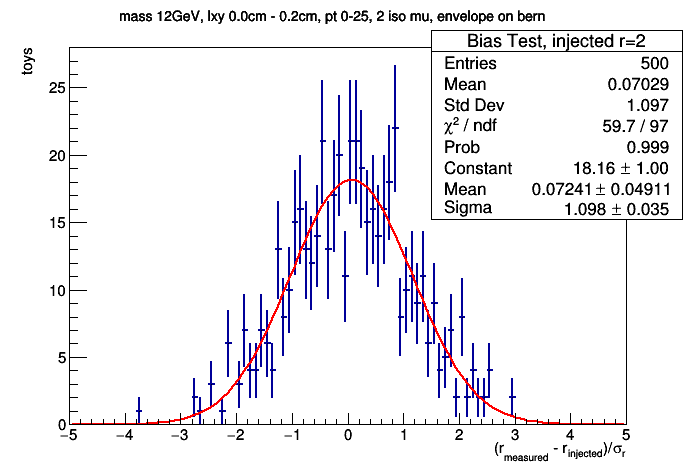 mass 12GeV, lxy 0.0cm - 0.2cm, pt 0-25, 2 iso mu, envelope on bern
Bias Test, injected r=2
Entries 500
Mean 0.07029
Std Dev 1.097
χ² / ndf 59.7 / 97
Prob 0.999
Constant 18.16 ± 1.00
Mean 0.07241 ± 0.04911
Sigma 1.098 ± 0.035
toys
25
20
15
10
5
0
−5 −4 −3 −2 −1 0 1 2 3 4 5
(r_measured - r_injected)/σ_r